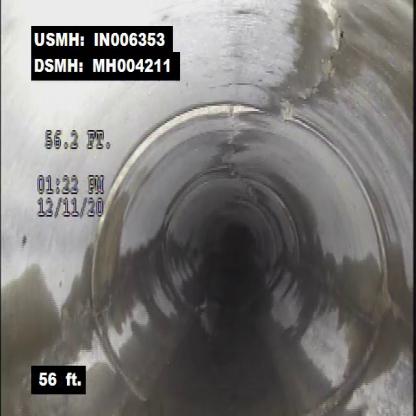 USMH: IN006353
DSMH: MH004211
56.2 FT.
01:22 PM
12/11/20
56 ft.